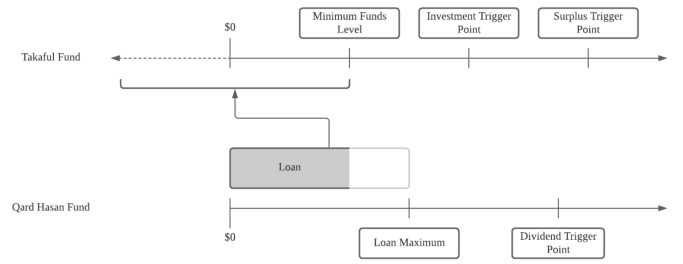 $0
Minimum Funds
Level
Investment Trigger
Point
Surplus Trigger
Point
Takaful Fund
Loan
Qard Hasan Fund
$0
Loan Maximum
Dividend Trigger
Point